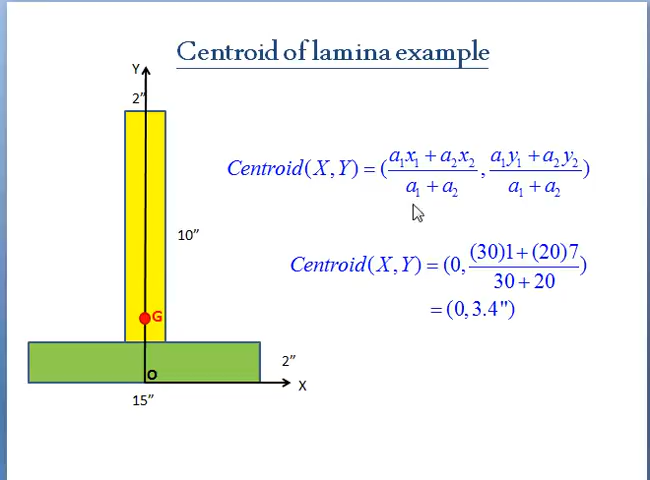 Centroid of lamina example
Y
2"
Centroid(X,Y) = (a₁x₁ + a₂x₂ / a₁ + a₂, a₁y₁ + a₂y₂ / a₁ + a₂)
10"
Centroid(X,Y) = (0, (30)1 + (20)7 / 30 + 20)
= (0, 3.4")
G
2"
O
X
15"